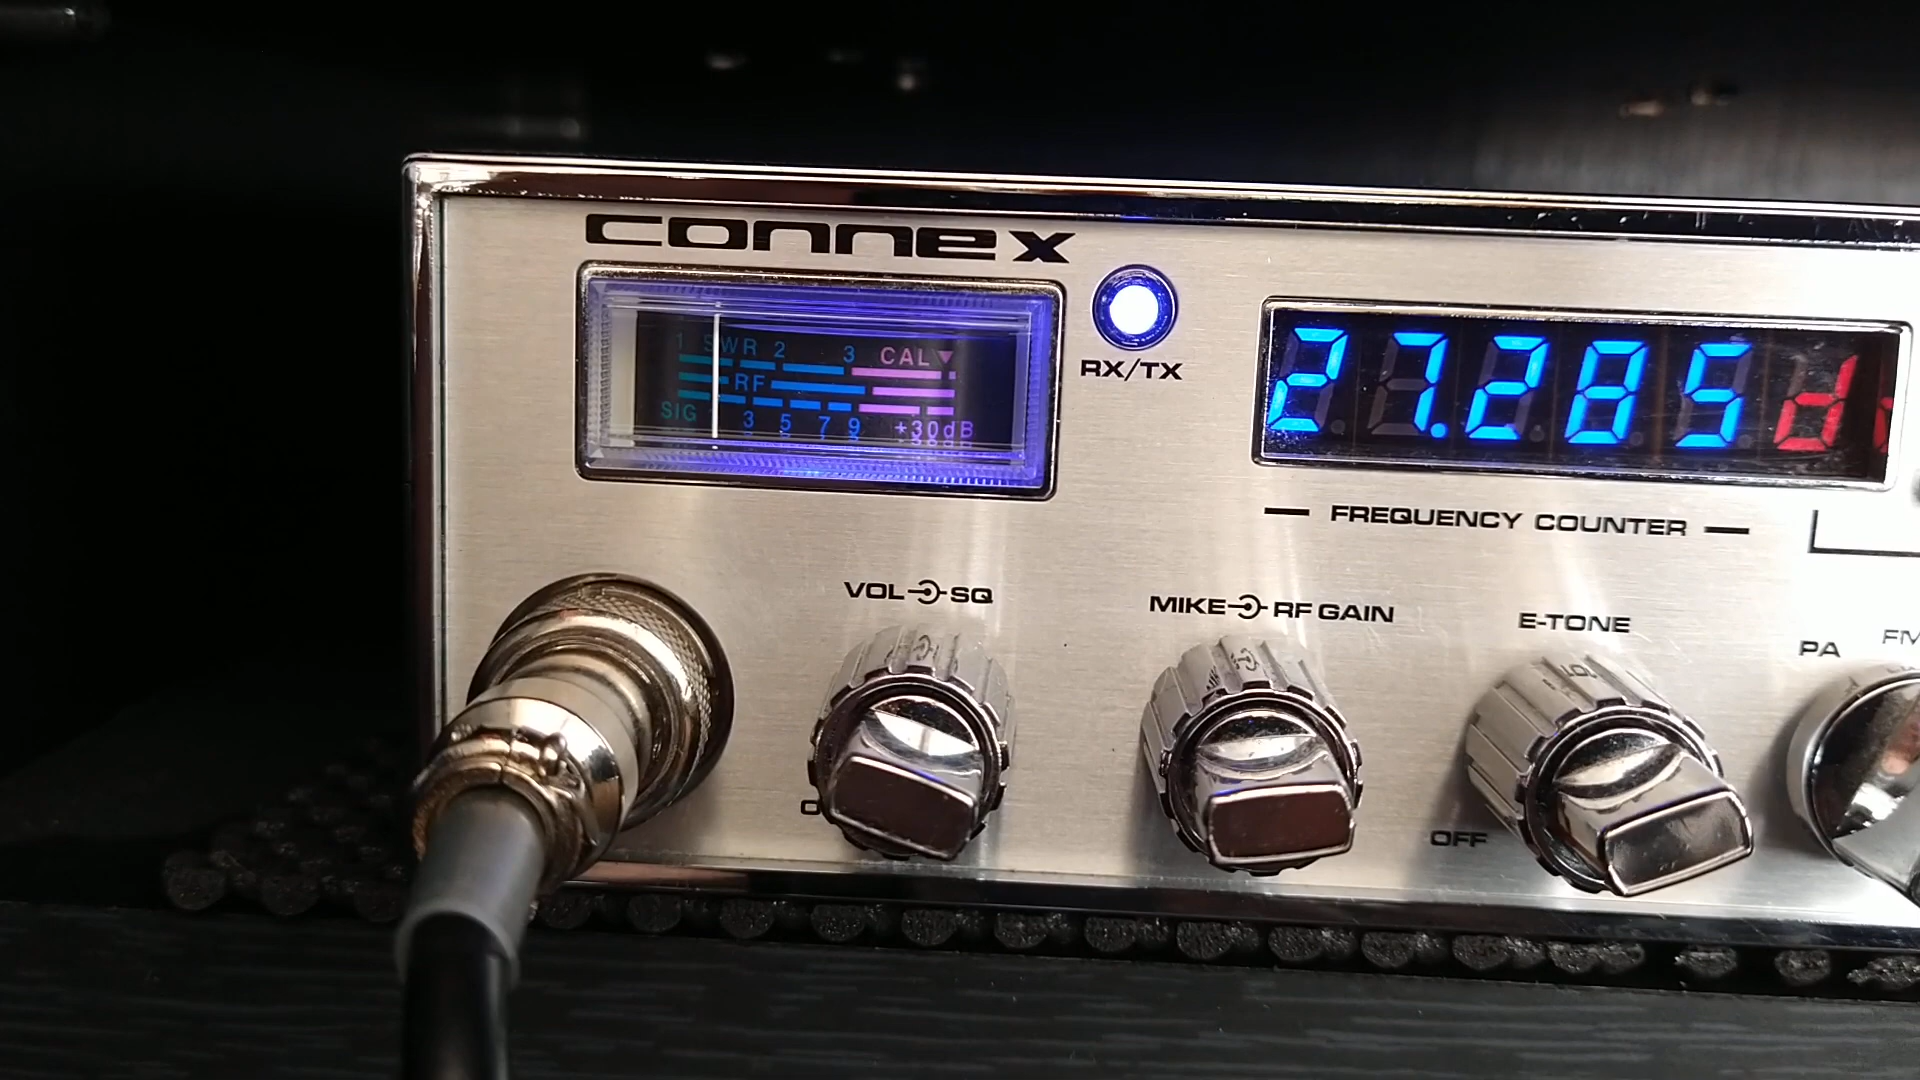 CONNEX
1 SWR 2 3 CAL▼
RF
SIG 1 3 5 7 9 +30dB
RX/TX
27.285
FREQUENCY COUNTER
VOL SQ
MIKE RF GAIN
E-TONE
PA
OFF